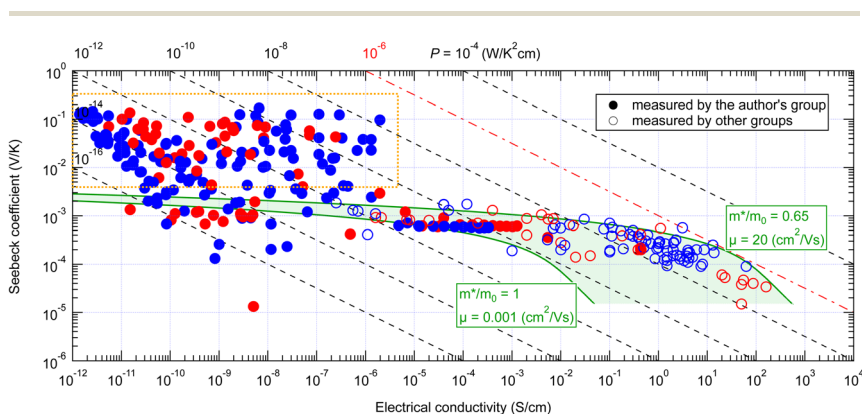 10^-12 10^-10 10^-8 10^-6 P = 10^-4 (W/K^2cm)
10^0
10^-1
10^-2
10^-3
10^-4
10^-5
10^-6
Seebeck coefficient (V/K)
-14
10^-16
measured by the author's group
measured by other groups
m*/m0 = 0.65
μ = 20 (cm^2/Vs)
m*/m0 = 1
μ = 0.001 (cm^2/Vs)
10^-12 10^-11 10^-10 10^-9 10^-8 10^-7 10^-6 10^-5 10^-4 10^-3 10^-2 10^-1 10^0 10^1 10^2 10^3 10^4
Electrical conductivity (S/cm)